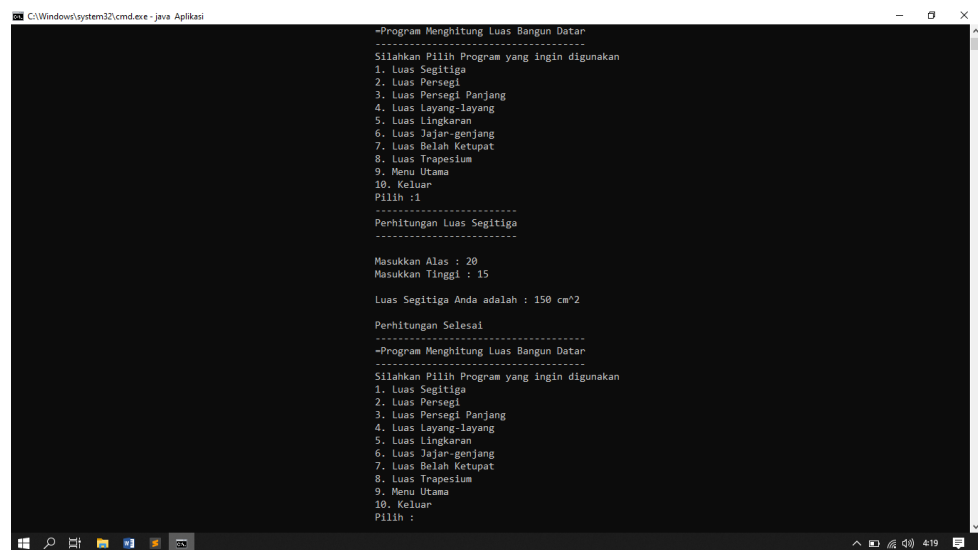 C:\Windows\system32\cmd.exe - java Aplikasi
=Program Menghitung Luas Bangun Datar
-------------------------------------
Silahkan Pilih Program yang ingin digunakan
1. Luas Segitiga
2. Luas Persegi
3. Luas Persegi Panjang
4. Luas Layang-layang
5. Luas Lingkaran
6. Luas Jajar-genjang
7. Luas Belah Ketupat
8. Luas Trapesium
9. Menu Utama
10. Keluar
Pilih :1
-------------------------
Perhitungan Luas Segitiga
-------------------------
Masukkan Alas : 20
Masukkan Tinggi : 15
Luas Segitiga Anda adalah : 150 cm^2
Perhitungan Selesai
-------------------------------------
=Program Menghitung Luas Bangun Datar
-------------------------------------
Silahkan Pilih Program yang ingin digunakan
1. Luas Segitiga
2. Luas Persegi
3. Luas Persegi Panjang
4. Luas Layang-layang
5. Luas Lingkaran
6. Luas Jajar-genjang
7. Luas Belah Ketupat
8. Luas Trapesium
9. Menu Utama
10. Keluar
Pilih :
4:19